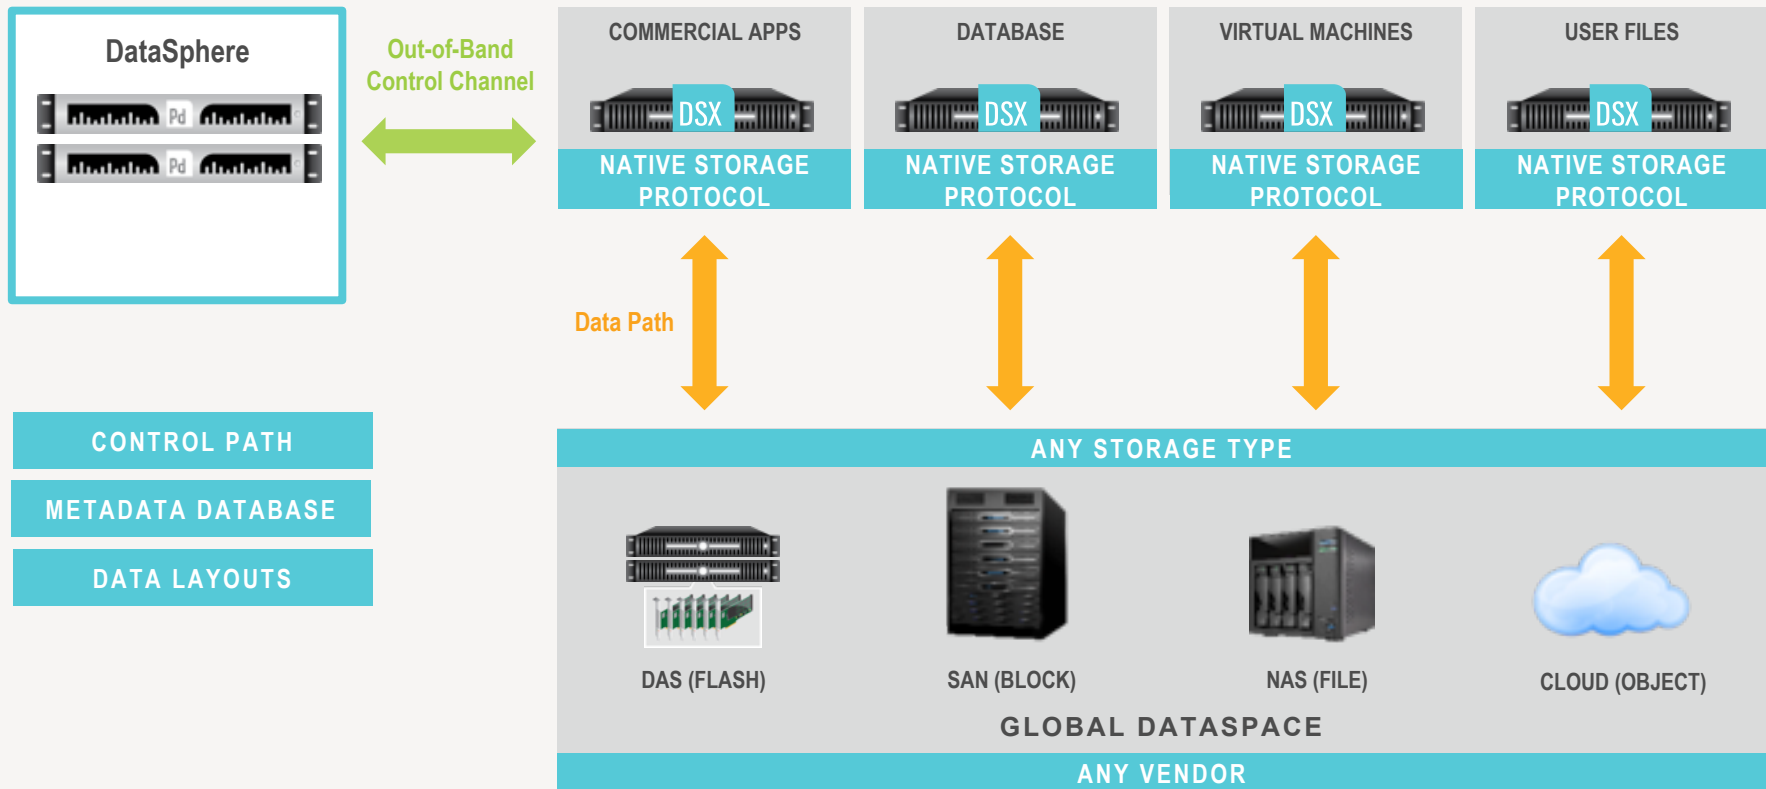 DataSphere
Pd
Pd
Out-of-Band
Control Channel
COMMERCIAL APPS
DSX
NATIVE STORAGE
PROTOCOL
DATABASE
DSX
NATIVE STORAGE
PROTOCOL
VIRTUAL MACHINES
DSX
NATIVE STORAGE
PROTOCOL
USER FILES
DSX
NATIVE STORAGE
PROTOCOL
Data Path
CONTROL PATH
METADATA DATABASE
DATA LAYOUTS
ANY STORAGE TYPE
DAS (FLASH)
SAN (BLOCK)
NAS (FILE)
CLOUD (OBJECT)
GLOBAL DATASPACE
ANY VENDOR